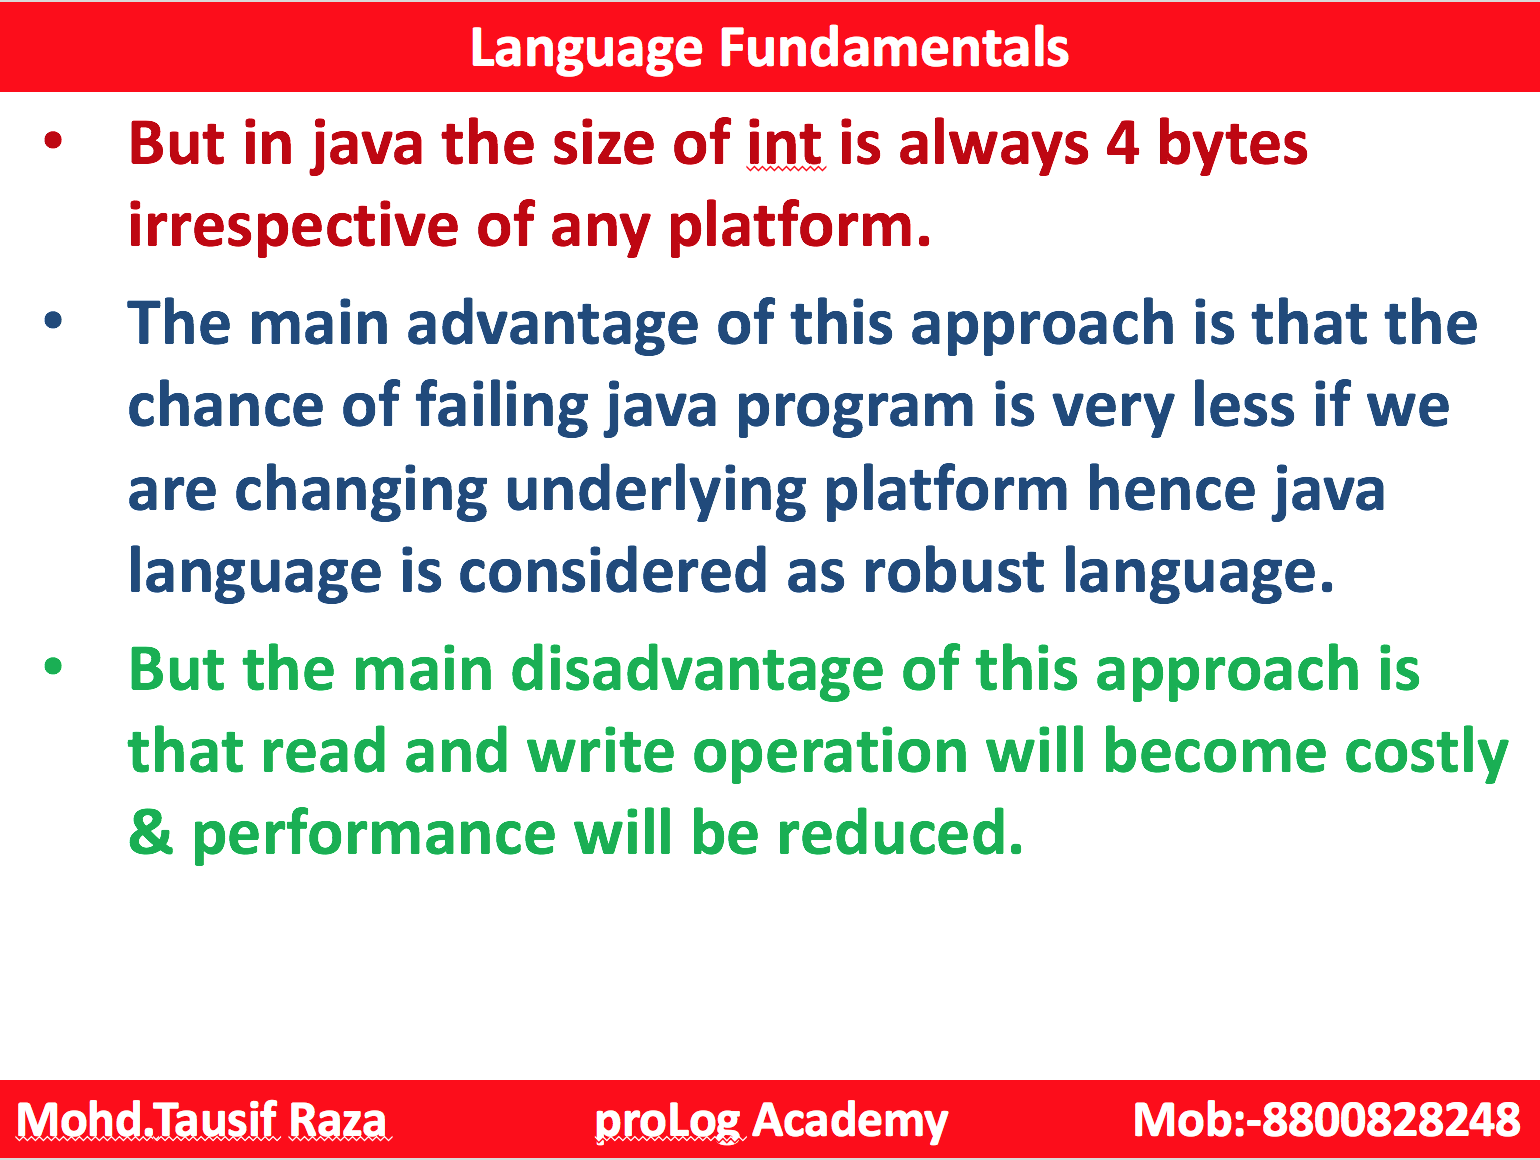 Language Fundamentals
• But in java the size of int is always 4 bytes
irrespective of any platform.
• The main advantage of this approach is that the
chance of failing java program is very less if we
are changing underlying platform hence java
language is considered as robust language.
• But the main disadvantage of this approach is
that read and write operation will become costly
& performance will be reduced.
Mohd.Tausif Raza proLog Academy Mob:-8800828248